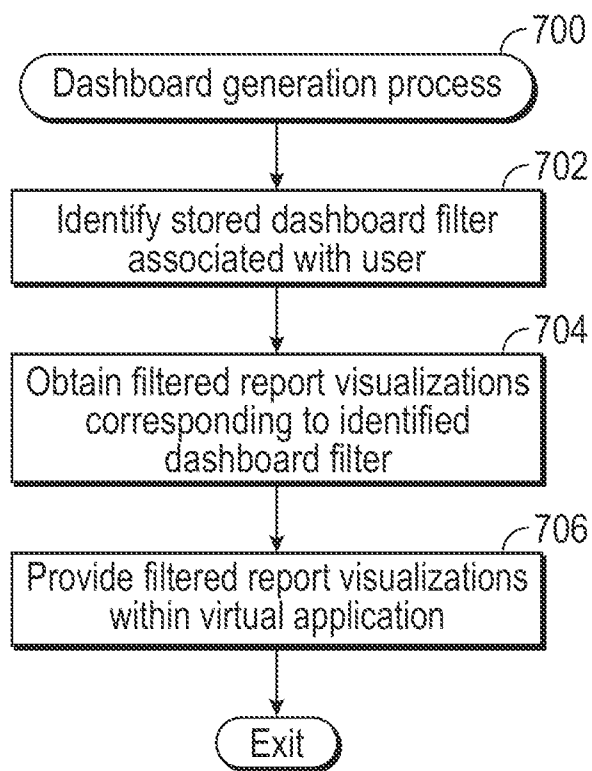 700
Dashboard generation process
702
Identify stored dashboard filter
associated with user
704
Obtain filtered report visualizations
corresponding to identified
dashboard filter
706
Provide filtered report visualizations
within virtual application
Exit